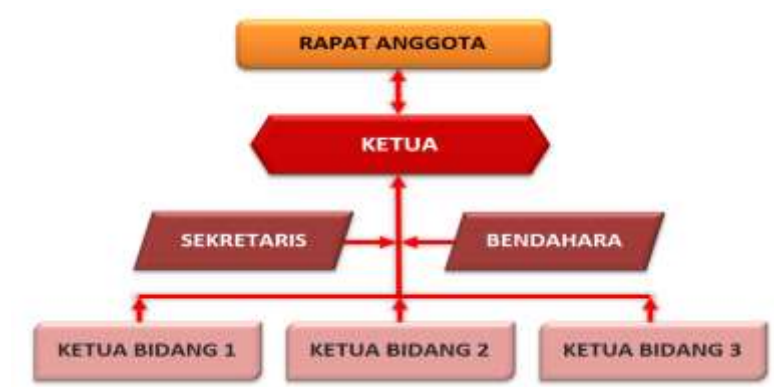 RAPAT ANGGOTA
KETUA
SEKRETARIS
BENDAHARA
KETUA BIDANG 1
KETUA BIDANG 2
KETUA BIDANG 3